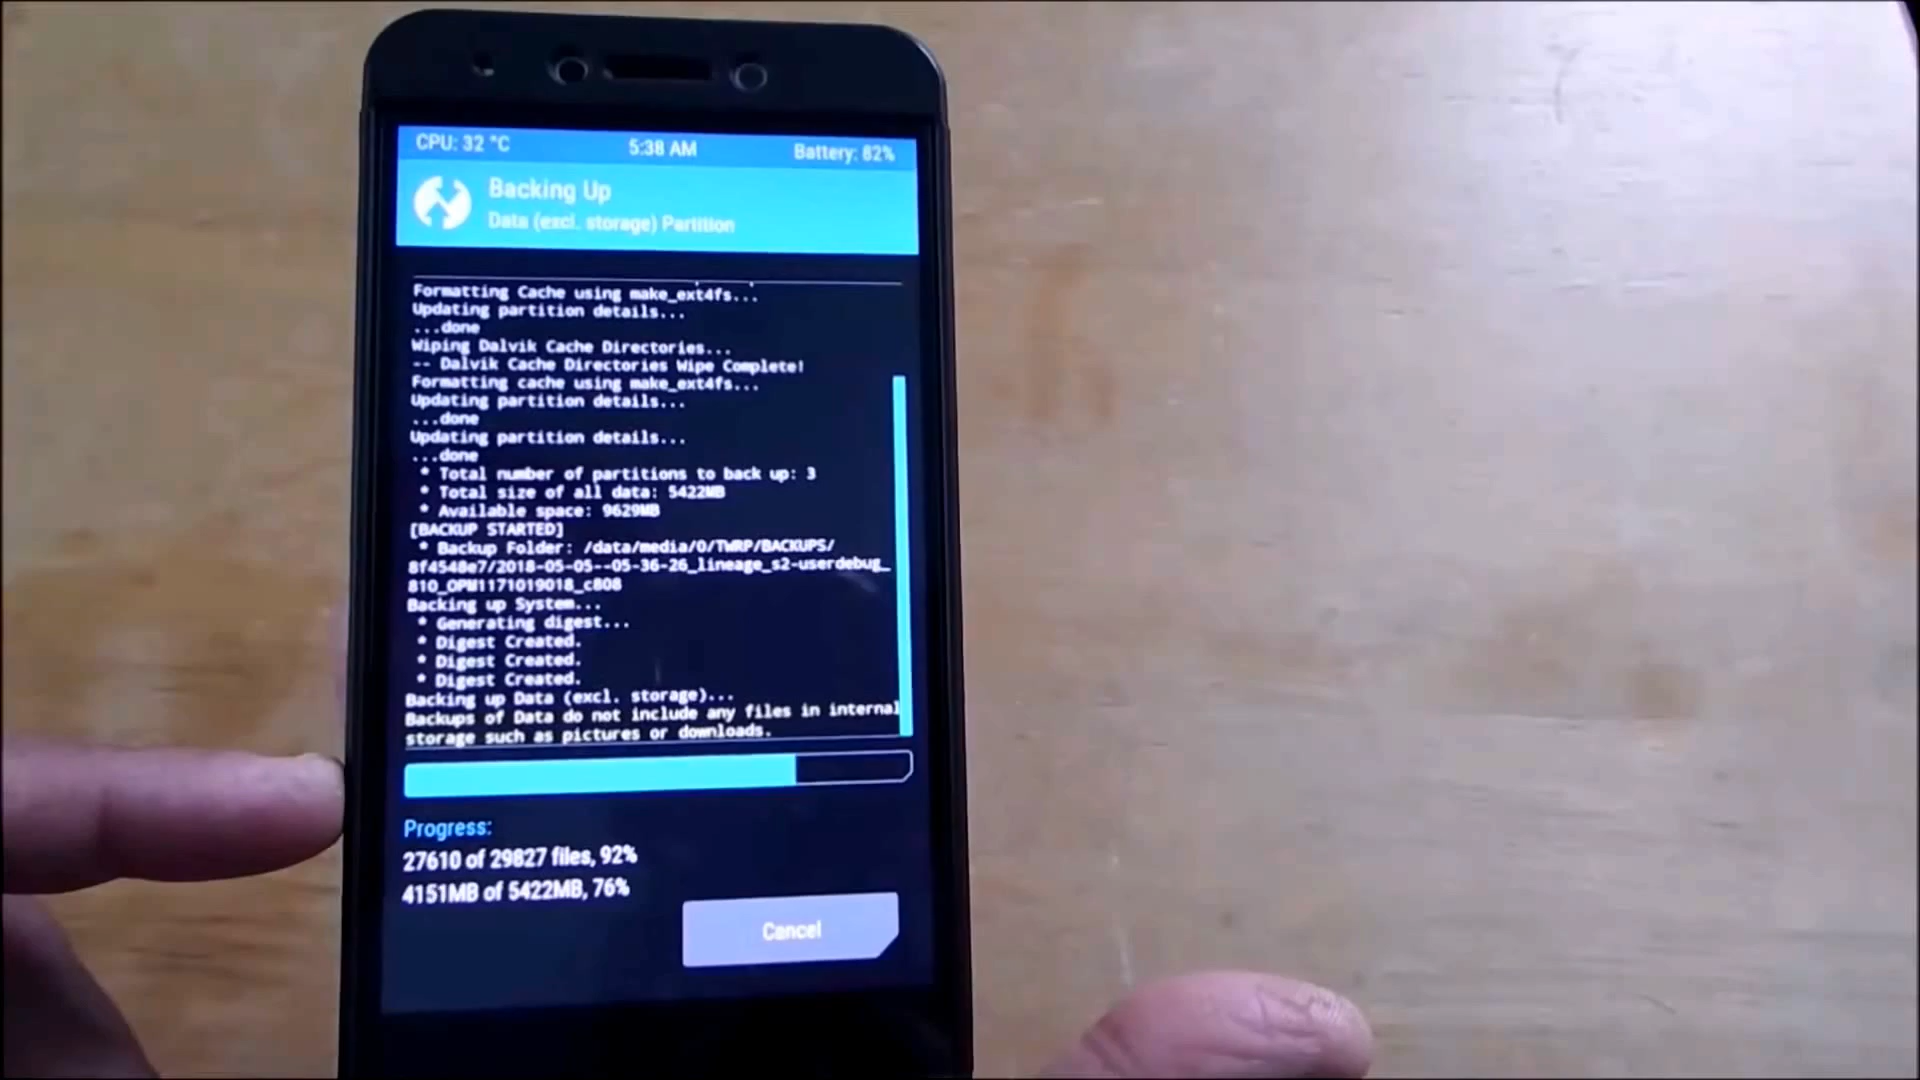 CPU: 32 °C 5:38 AM Battery: 82%
Backing Up
Data (excl. storage) Partition
Formatting Cache using make_ext4fs...
Updating partition details...
...done
Wiping Dalvik Cache Directories...
-- Dalvik Cache Directories Wipe Complete!
Formatting cache using make_ext4fs...
Updating partition details...
...done
Updating partition details...
...done
* Total number of partitions to back up: 3
* Total size of all data: 5422MB
* Available space: 9629MB
[BACKUP STARTED]
* Backup Folder: /data/media/0/TWRP/BACKUPS/
8f4548e7/2018-05-05--05-36-26_lineage_s2-userdebug_
810_OPM1171019018_c808
Backing up System...
* Generating digest...
* Digest Created.
* Digest Created.
* Digest Created.
Backing up Data (excl. storage)...
Backups of Data do not include any files in internal
storage such as pictures or downloads.
Progress:
27610 of 29827 files, 92%
4151MB of 5422MB, 76%
Cancel